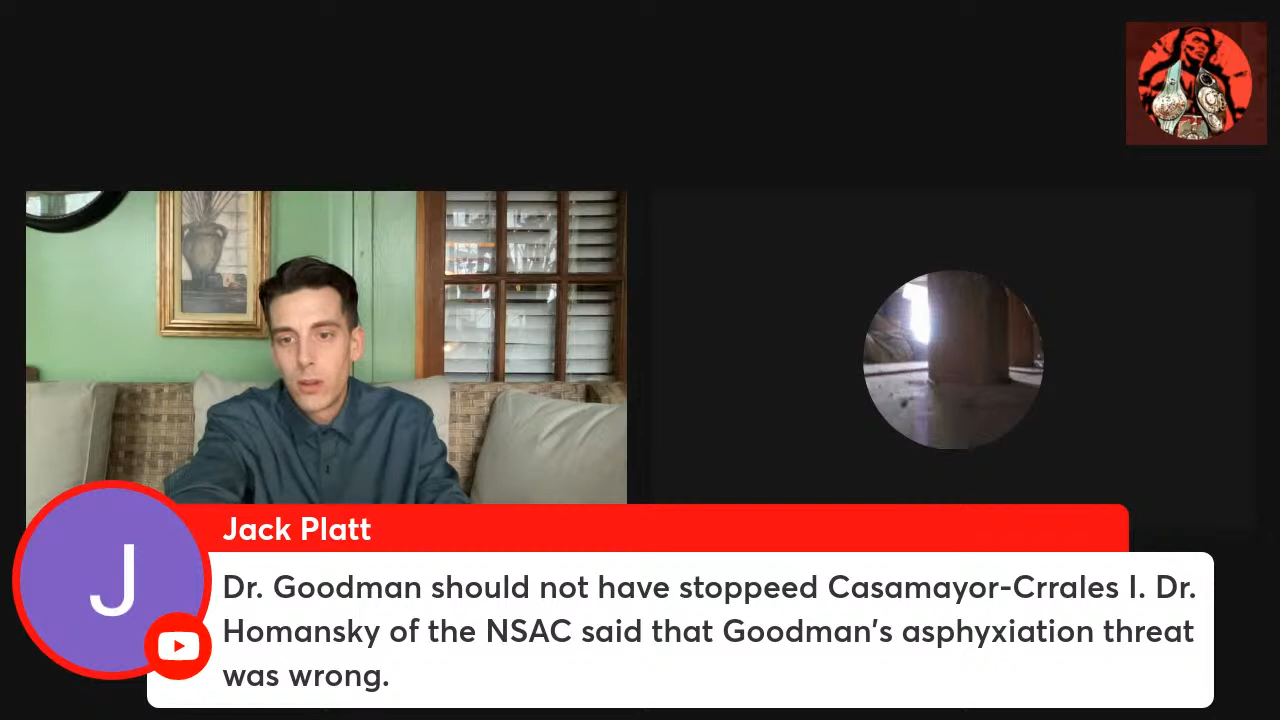 Jack Platt
Dr. Goodman should not have stoppeed Casamayor-Crrales I. Dr.
Homansky of the NSAC said that Goodman's asphyxiation threat
was wrong.
J